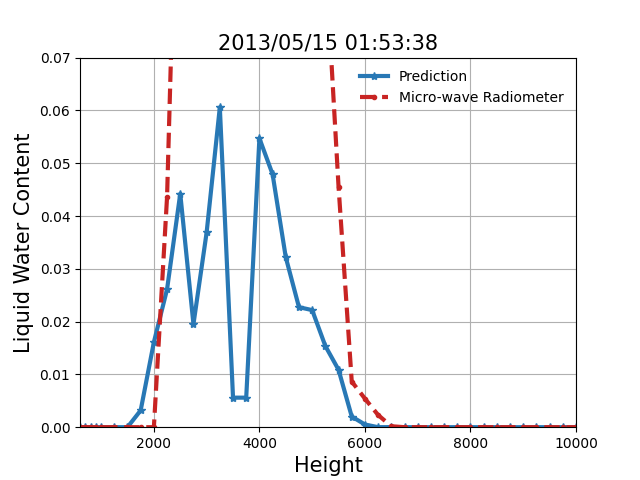 2013/05/15 01:53:38
0.07
0.06
0.05
0.04
0.03
0.02
0.01
0.00
Liquid Water Content
Prediction
Micro-wave Radiometer
2000 4000 6000 8000 10000
Height